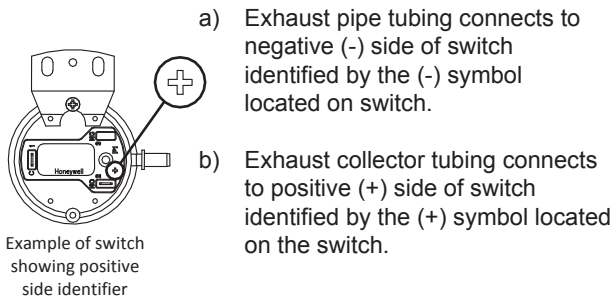 a) Exhaust pipe tubing connects to
negative (-) side of switch
identified by the (-) symbol
located on switch.
b) Exhaust collector tubing connects
to positive (+) side of switch
identified by the (+) symbol located
on the switch.
Honeywell
Example of switch
showing positive
side identifier